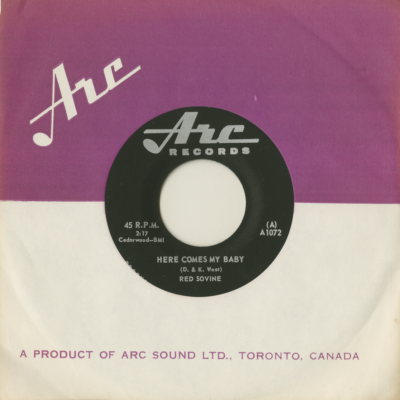 Arc
Arc
RECORDS
45 R.P.M.
2:17
Cedarwood-BMI
(A)
A1072
HERE COMES MY BABY
(D. & K. West)
RED SOVINE
A PRODUCT OF ARC SOUND LTD., TORONTO, CANADA